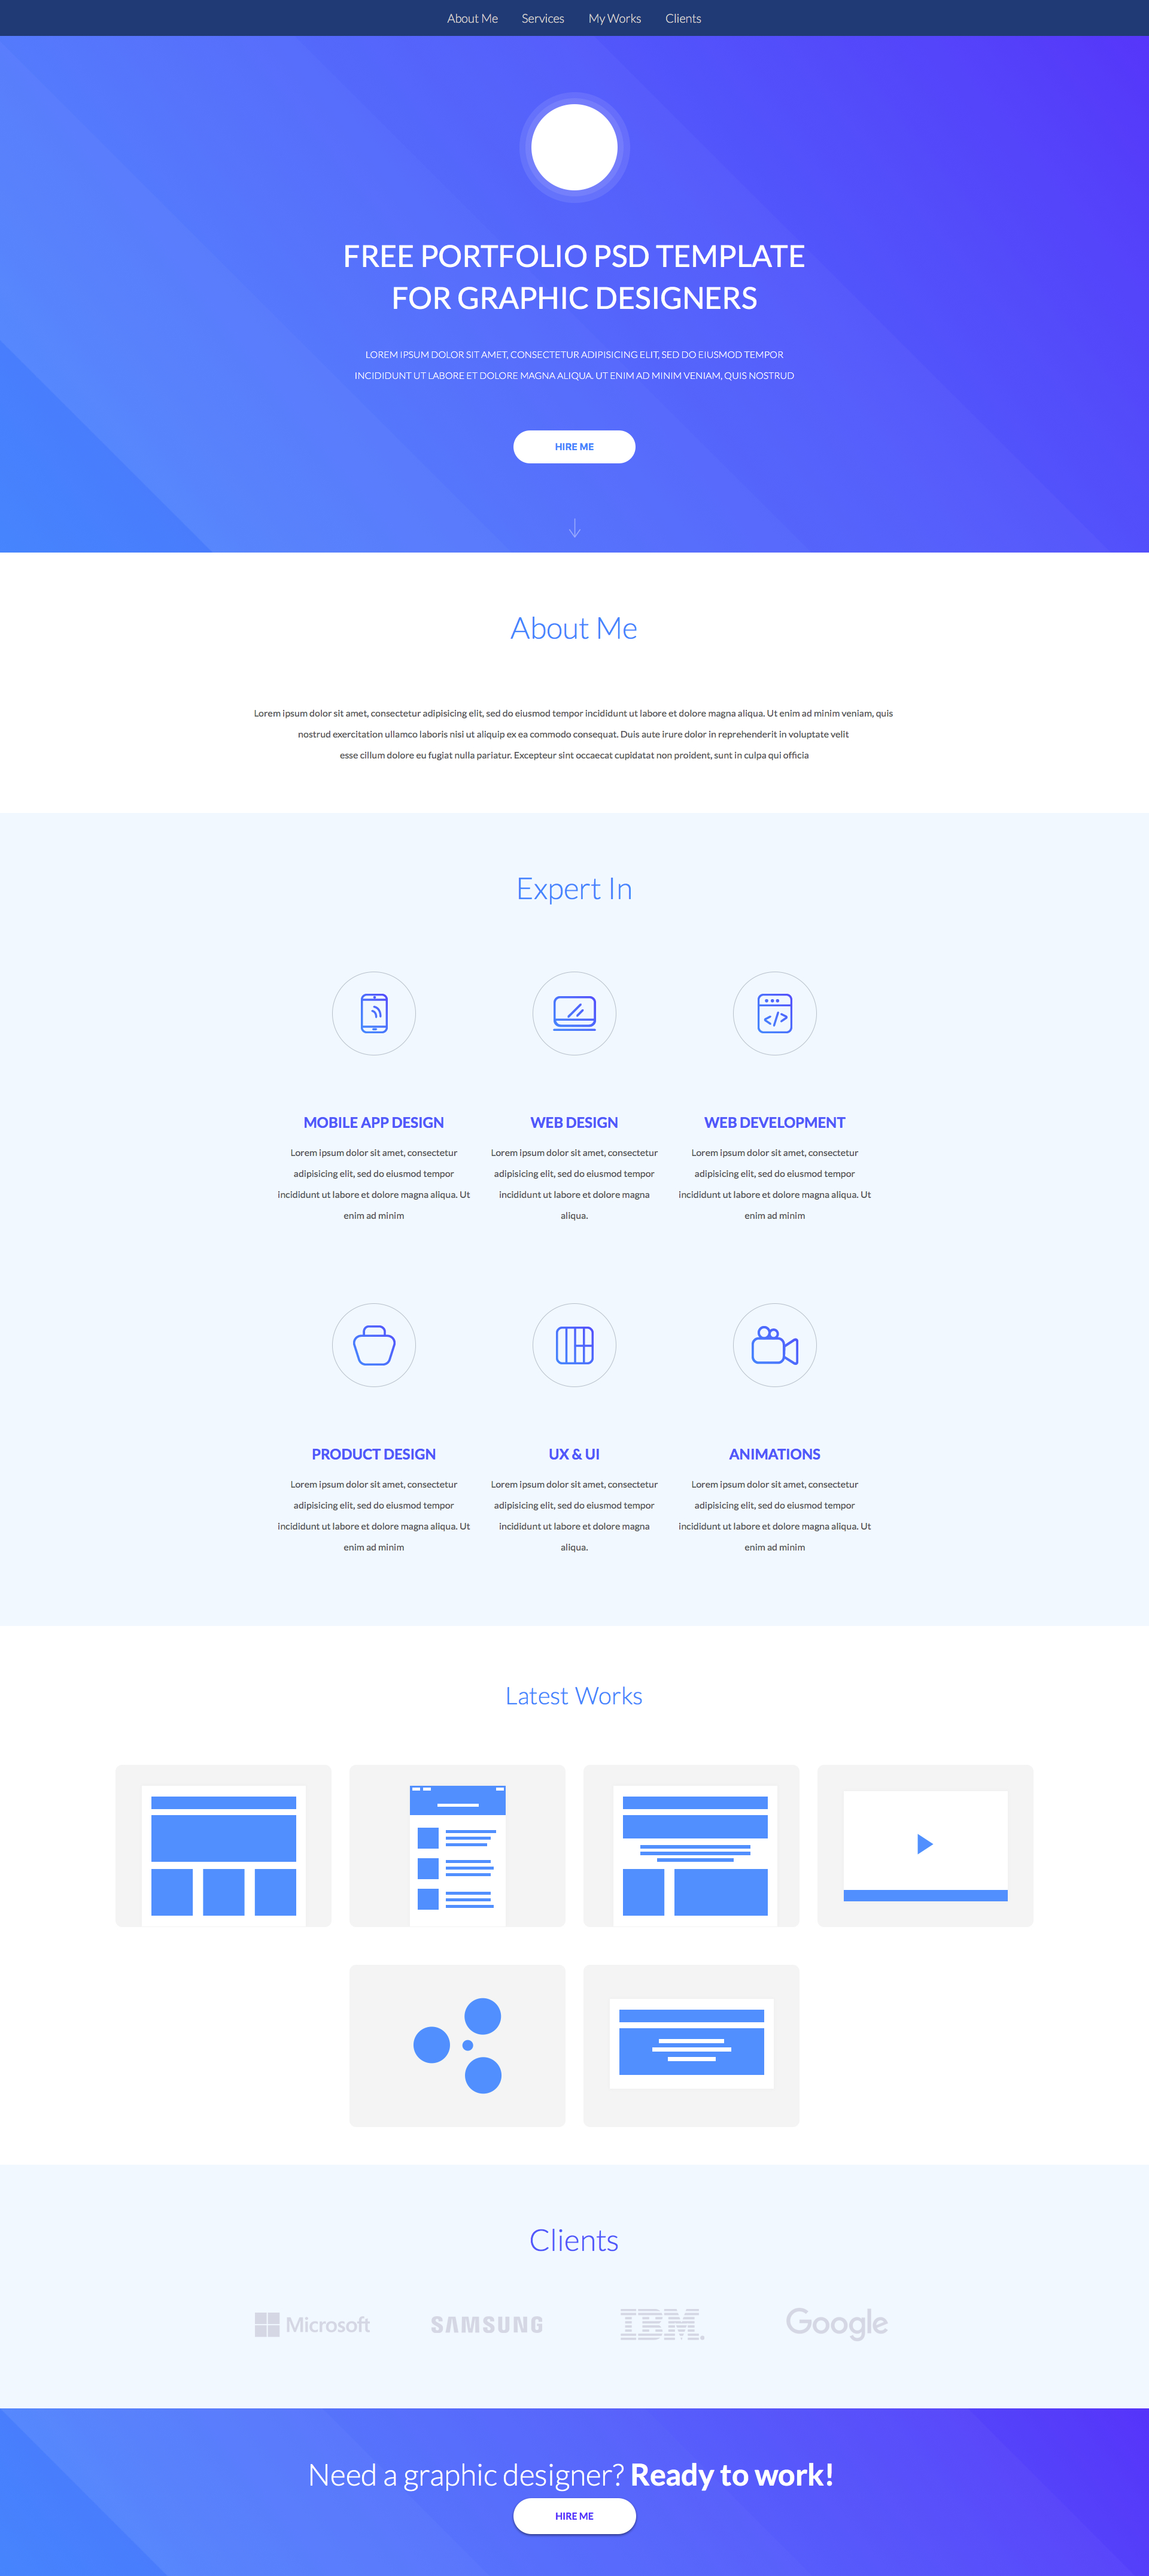 About Me Services My Works Clients
FREE PORTFOLIO PSD TEMPLATE
FOR GRAPHIC DESIGNERS
LOREM IPSUM DOLOR SIT AMET, CONSECTETUR ADIPISICING ELIT, SED DO EIUSMOD TEMPOR
INCIDIDUNT UT LABORE ET DOLORE MAGNA ALIQUA. UT ENIM AD MINIM VENIAM, QUIS NOSTRUD
HIRE ME
About Me
Lorem ipsum dolor sit amet, consectetur adipisicing elit, sed do eiusmod tempor incididunt ut labore et dolore magna aliqua. Ut enim ad minim veniam, quis
nostrud exercitation ullamco laboris nisi ut aliquip ex ea commodo consequat. Duis aute irure dolor in reprehenderit in voluptate velit
esse cillum dolore eu fugiat nulla pariatur. Excepteur sint occaecat cupidatat non proident, sunt in culpa qui officia
Expert In
MOBILE APP DESIGN
Lorem ipsum dolor sit amet, consectetur
adipisicing elit, sed do eiusmod tempor
incididunt ut labore et dolore magna aliqua. Ut
enim ad minim
WEB DESIGN
Lorem ipsum dolor sit amet, consectetur
adipisicing elit, sed do eiusmod tempor
incididunt ut labore et dolore magna
aliqua.
WEB DEVELOPMENT
Lorem ipsum dolor sit amet, consectetur
adipisicing elit, sed do eiusmod tempor
incididunt ut labore et dolore magna aliqua. Ut
enim ad minim
PRODUCT DESIGN
Lorem ipsum dolor sit amet, consectetur
adipisicing elit, sed do eiusmod tempor
incididunt ut labore et dolore magna aliqua. Ut
enim ad minim
UX & UI
Lorem ipsum dolor sit amet, consectetur
adipisicing elit, sed do eiusmod tempor
incididunt ut labore et dolore magna
aliqua.
ANIMATIONS
Lorem ipsum dolor sit amet, consectetur
adipisicing elit, sed do eiusmod tempor
incididunt ut labore et dolore magna aliqua. Ut
enim ad minim
Latest Works
Clients
Microsoft SAMSUNG IBM. Google
Need a graphic designer? Ready to work!
HIRE ME